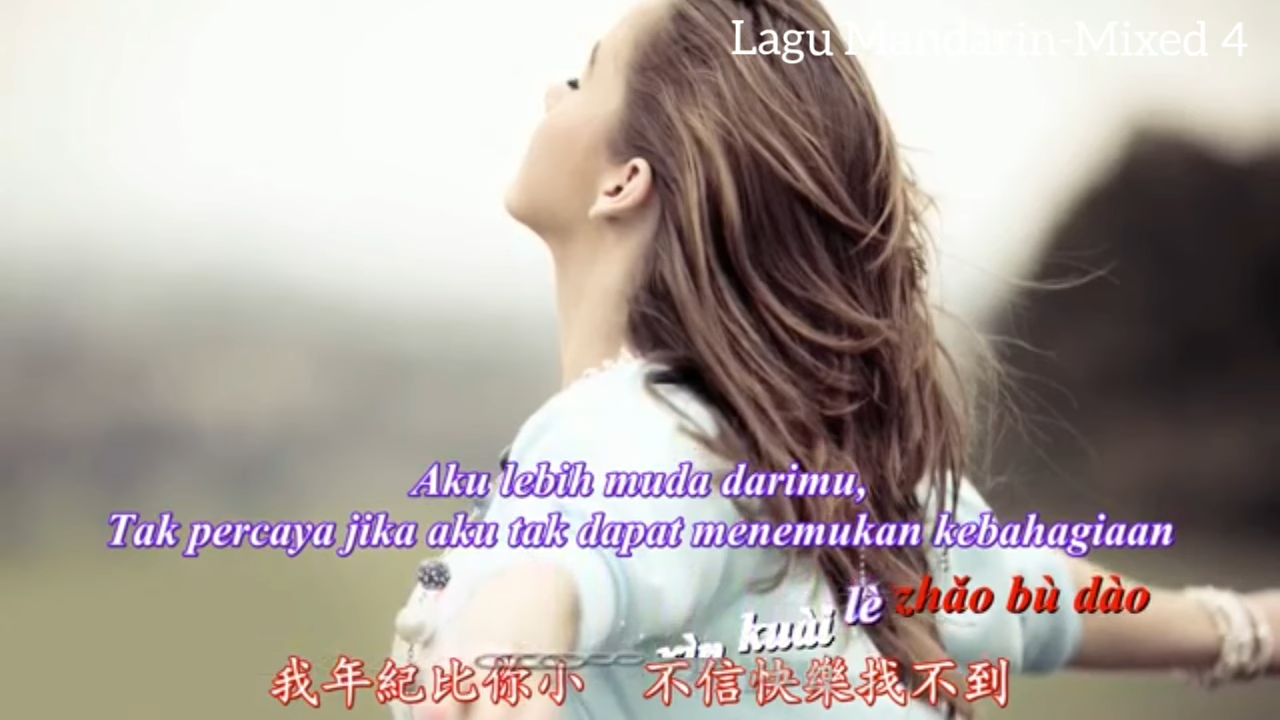 Lagu Mandarin-Mixed 4
Aku lebih muda darimu,
Tak percaya jika aku tak dapat menemukan kebahagiaan
kuài lè zhǎo bù dào
我年紀比你小 不信快樂找不到